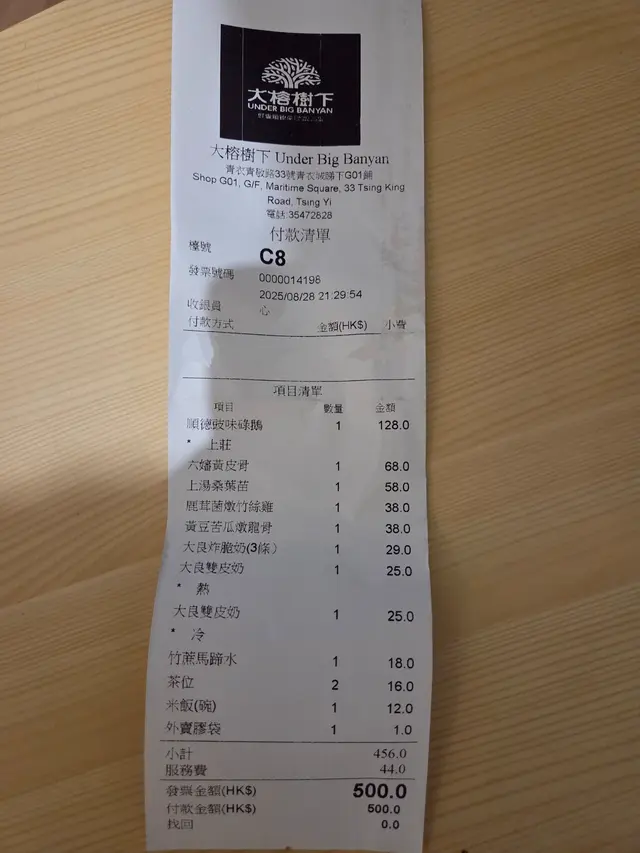 大榕樹下
UNDER BIG BANYAN
大榕樹下 Under Big Banyan
青衣青敬路33號青衣城地下G01鋪
Shop G01, G/F, Maritime Square, 33 Tsing King
Road, Tsing Yi
電話:35472828
付款清單
檯號 C8
發票號碼 0000014198
2025/08/28 21:29:54
收銀員 心
付款方式 金額(HK$) 小費
項目清單
項目 數量 金額
順德豉味碌鵝 1 128.0
* 上莊
六嬸黃皮骨 1 68.0
上湯桑葉苗 1 58.0
鹿茸菌燉竹絲雞 1 38.0
黃豆苦瓜燉龍骨 1 38.0
大良炸脆奶(3條) 1 29.0
大良雙皮奶 1 25.0
* 熱
大良雙皮奶 1 25.0
* 冷
竹蔗馬蹄水 1 18.0
茶位 2 16.0
米飯(碗) 1 12.0
外賣膠袋 1 1.0
小計 456.0
服務費 44.0
發票金額(HK$) 500.0
付款金額(HK$) 500.0
找回 0.0